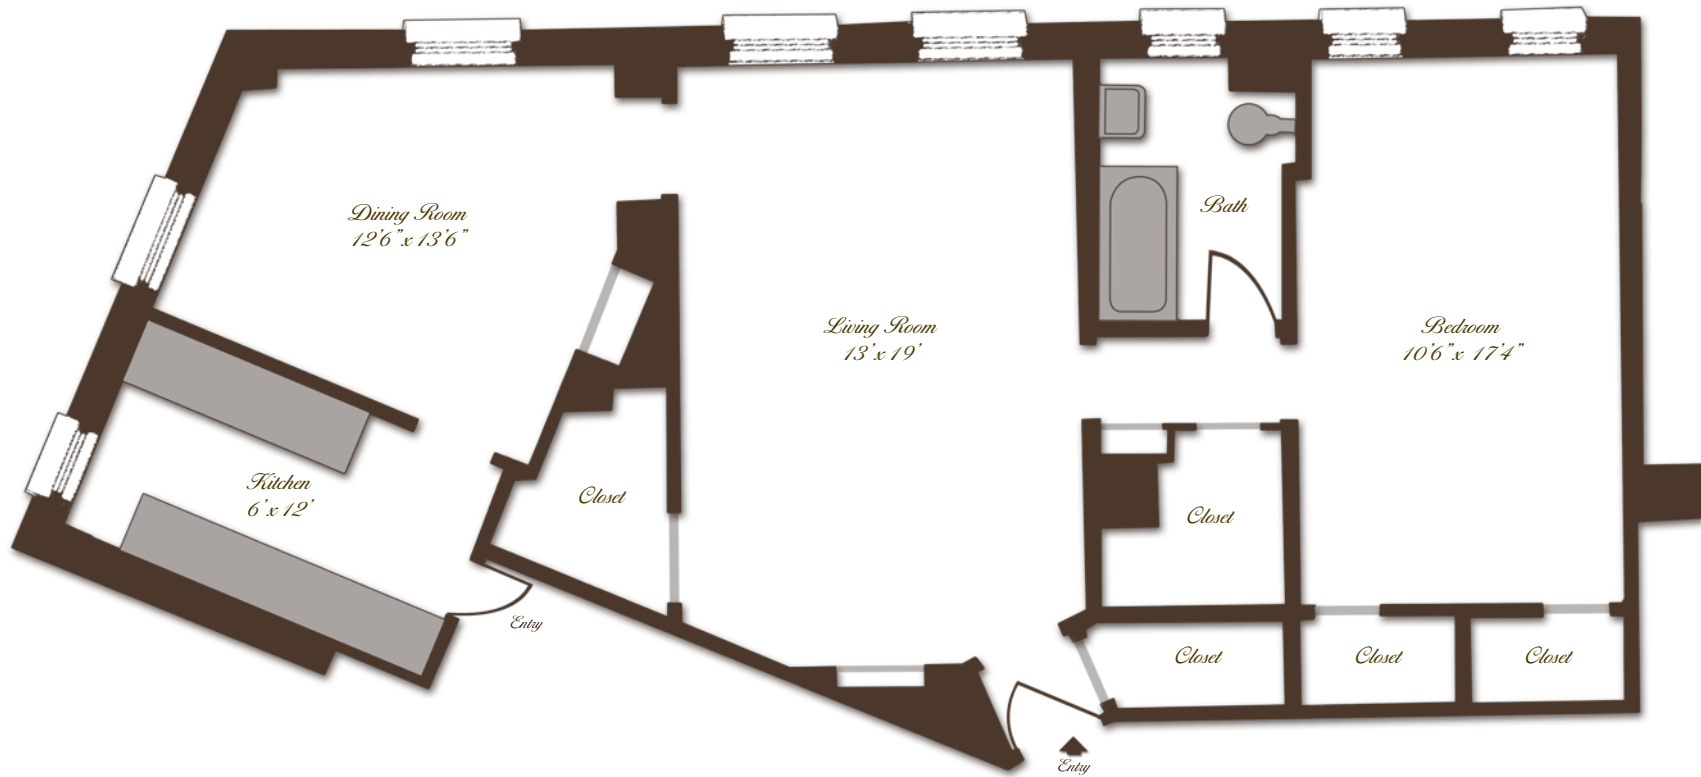 Dining Room
12'6" x 13'6"
Living Room
13' x 19'
Bath
Bedroom
10'6" x 17'4"
Kitchen
6' x 12'
Closet
Closet
Entry
Closet
Closet
Closet
Entry